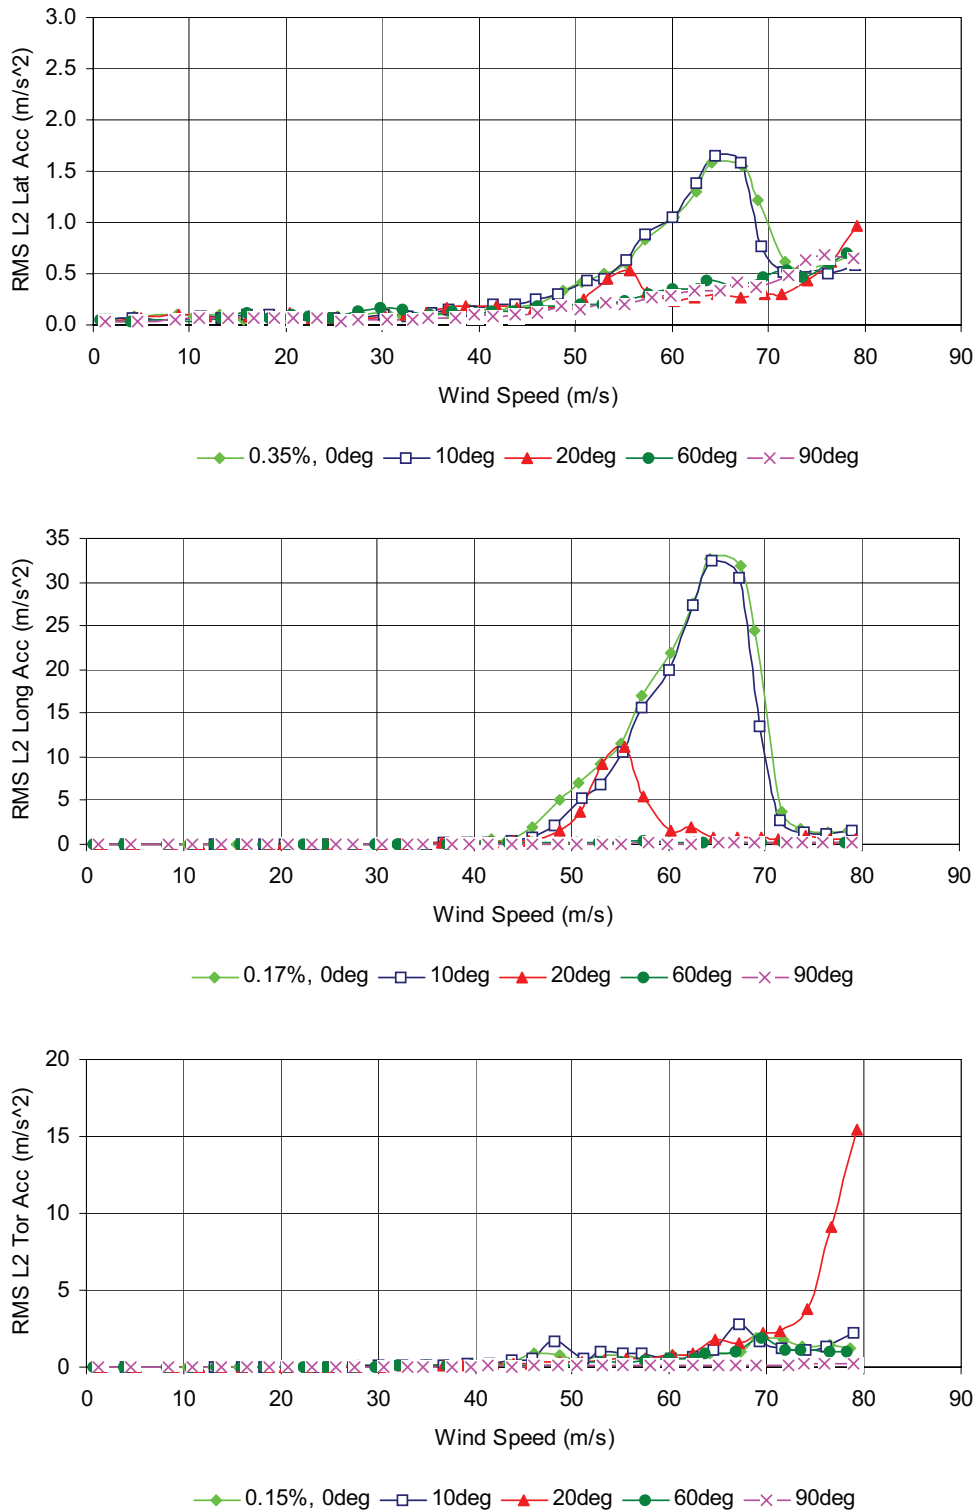 3.0
2.5
2.0
1.5
1.0
0.5
0.0
RMS L2 Lat Acc (m/s^2)
0 10 20 30 40 50 60 70 80 90
Wind Speed (m/s)
0.35%, 0deg 10deg 20deg 60deg 90deg
35
30
25
20
15
10
5
0
RMS L2 Long Acc (m/s^2)
0 10 20 30 40 50 60 70 80 90
Wind Speed (m/s)
0.17%, 0deg 10deg 20deg 60deg 90deg
20
15
10
5
0
RMS L2 Tor Acc (m/s^2)
0 10 20 30 40 50 60 70 80 90
Wind Speed (m/s)
0.15%, 0deg 10deg 20deg 60deg 90deg